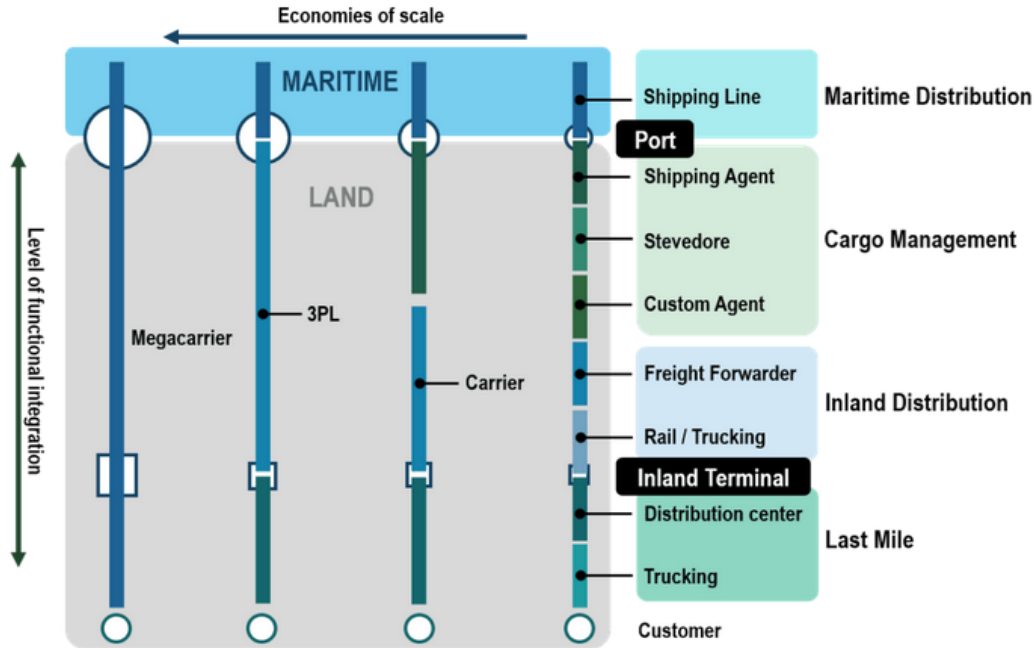 Economies of scale
MARITIME
Shipping Line
Maritime Distribution
Port
LAND
Shipping Agent
Stevedore
Cargo Management
Custom Agent
Level of functional integration
Megacarrier
3PL
Carrier
Freight Forwarder
Inland Distribution
Rail / Trucking
Inland Terminal
Distribution center
Last Mile
Trucking
Customer